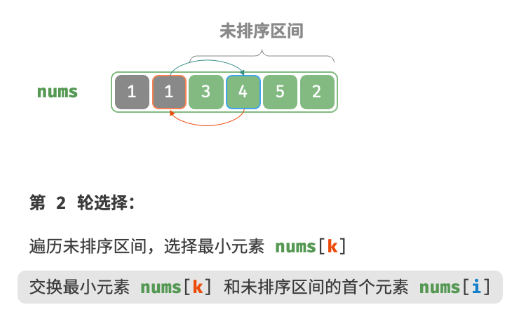 未排序区间
nums 1 1 3 4 5 2
第 2 轮选择：
遍历未排序区间，选择最小元素 nums[k]
交换最小元素 nums[k] 和未排序区间的首个元素 nums[i]